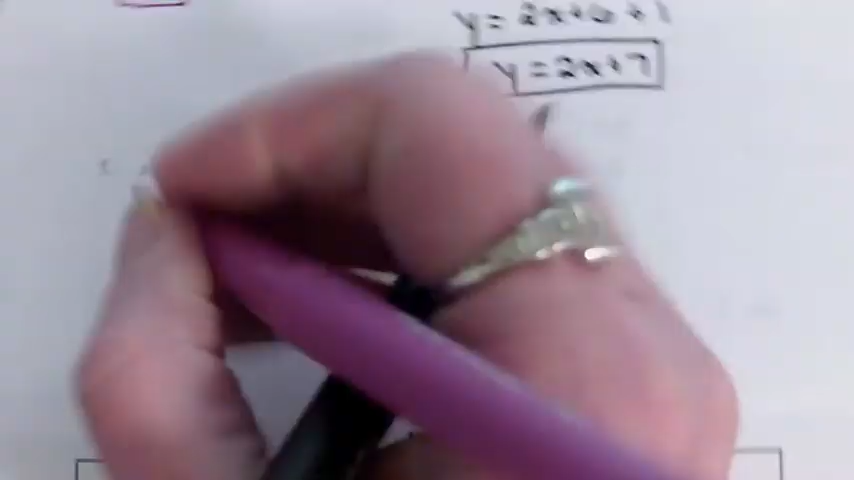 y = 2x + 6 + 1
y = 2x + 7